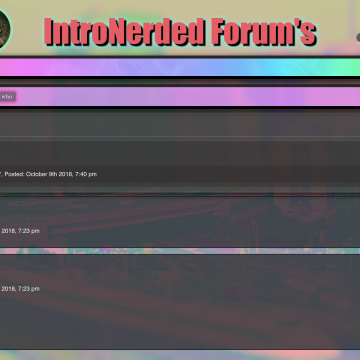 IntroNerded Forum's
, Posted: October 9th 2018, 7:40 pm
2018, 7:23 pm
2018, 7:23 pm